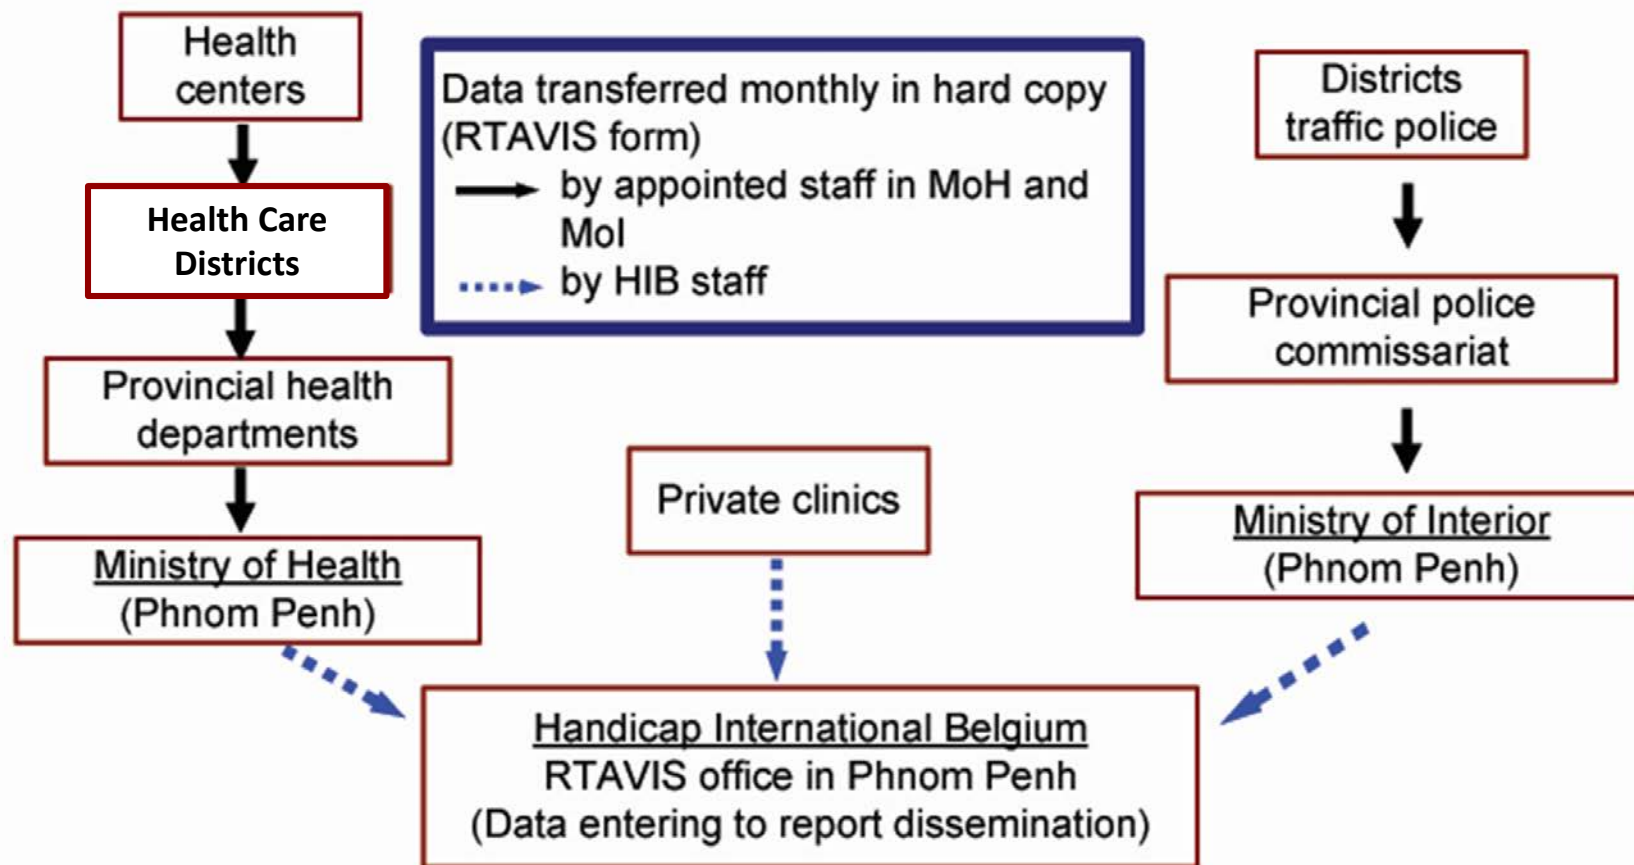 Health
centers
Health Care
Districts
Provincial health
departments
Ministry of Health
(Phnom Penh)
Data transferred monthly in hard copy
(RTAVIS form)
by appointed staff in MoH and
MoI
by HIB staff
Private clinics
Districts
traffic police
Provincial police
commissariat
Ministry of Interior
(Phnom Penh)
Handicap International Belgium
RTAVIS office in Phnom Penh
(Data entering to report dissemination)